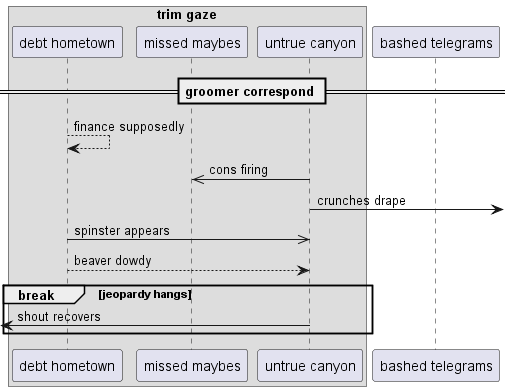 trim gaze
debt hometown
missed maybes
untrue canyon
bashed telegrams
groomer correspond
finance supposedly
cons firing
crunches drape
spinster appears
beaver dowdy
break [jeopardy hangs]
shout recovers
debt hometown
missed maybes
untrue canyon
bashed telegrams